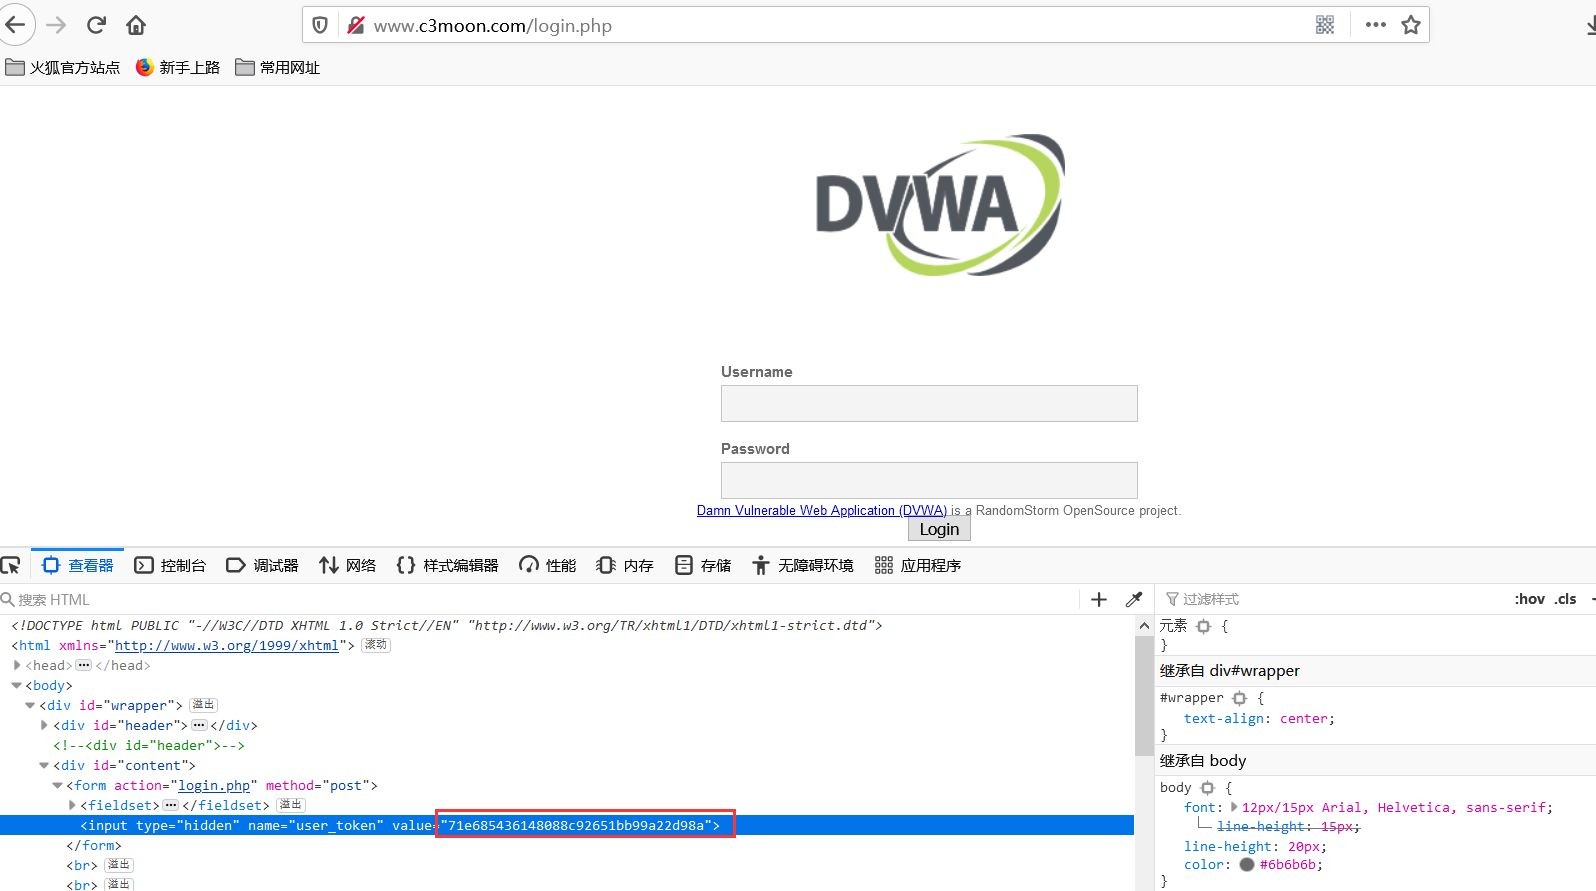 www.c3moon.com/login.php
火狐官方站点 新手上路 常用网址
DVWA
Username
Password
Damn Vulnerable Web Application (DVWA) is a RandomStorm OpenSource project.
Login
查看器 控制台 调试器 网络 {} 样式编辑器 性能 内存 存储 无障碍环境 应用程序
搜索 HTML
<!DOCTYPE html PUBLIC "-//W3C//DTD XHTML 1.0 Strict//EN" "http://www.w3.org/TR/xhtml1/DTD/xhtml1-strict.dtd">
<html xmlns="http://www.w3.org/1999/xhtml"> 滚动
<head>•••</head>
<body>
<div id="wrapper"> 溢出
<div id="header">•••</div>
<!--<div id="header">-->
<div id="content">
<form action="login.php" method="post">
<fieldset>•••</fieldset> 溢出
<input type="hidden" name="user_token" value="71e685436148088c92651bb99a22d98a">
</form>
<br> 溢出
<br> 溢出
过滤样式 :hov .cls
元素 {
}
继承自 div#wrapper
#wrapper {
text-align: center;
}
继承自 body
body {
font: 12px/15px Arial, Helvetica, sans-serif;
line-height: 15px;
line-height: 20px;
color: #6b6b6b;
}